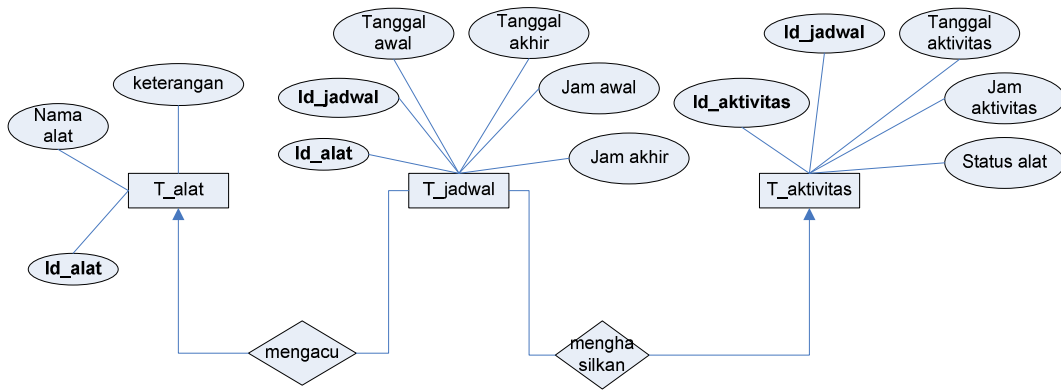 Tanggal
awal
Tanggal
akhir
Id_jadwal
Tanggal
aktivitas
keterangan
Id_jadwal
Jam awal
Id_aktivitas
Jam
aktivitas
Nama
alat
Id_alat
Jam akhir
Status alat
T_alat
T_jadwal
T_aktivitas
Id_alat
mengacu
mengha
silkan